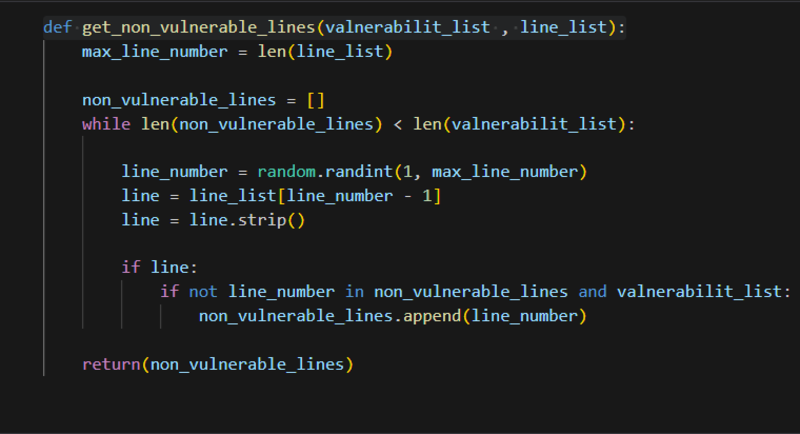 def get_non_vulnerable_lines(valnerabilit_list , line_list):
    max_line_number = len(line_list)

    non_vulnerable_lines = []
    while len(non_vulnerable_lines) < len(valnerabilit_list):

        line_number = random.randint(1, max_line_number)
        line = line_list[line_number - 1]
        line = line.strip()

        if line:
            if not line_number in non_vulnerable_lines and valnerabilit_list:
                non_vulnerable_lines.append(line_number)

    return(non_vulnerable_lines)